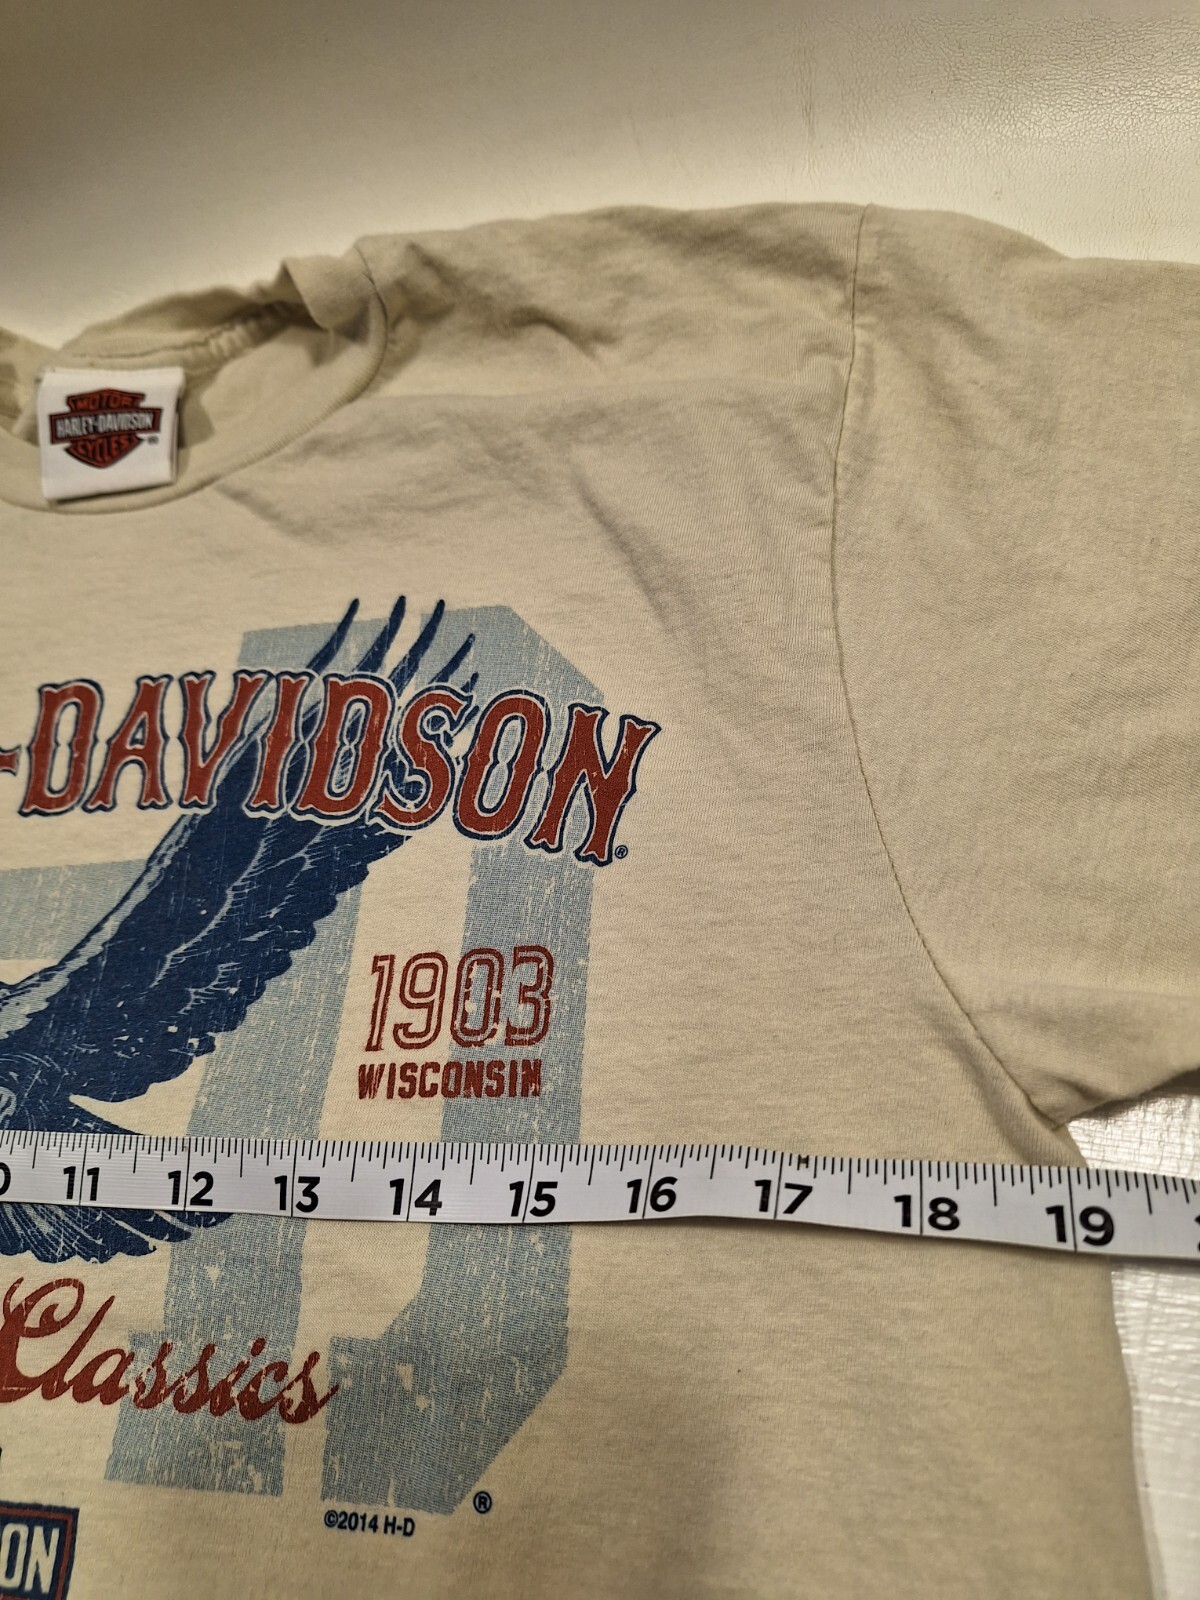 MOTOR
HARLEY-DAVIDSON
CYCLES
-DAVIDSON®
1903
WISCONSIN
0 11 12 13 14 15 16 17 18 19
Classics
®
©2014 H-D
ON